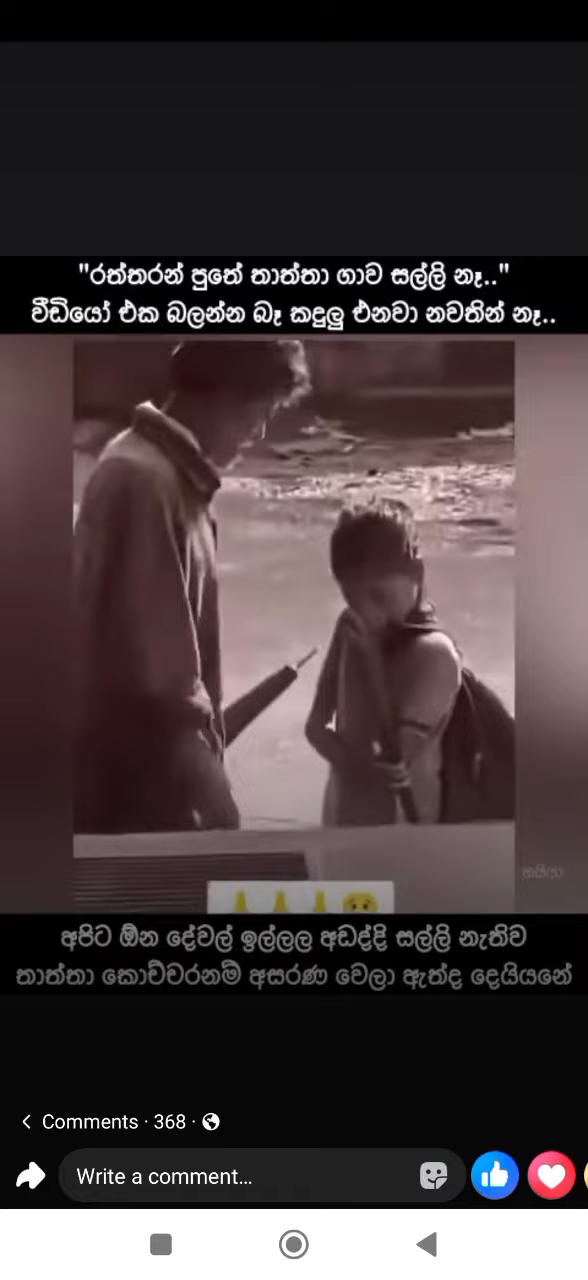 "රත්තරන් පුතේ තාත්තා ගාව සල්ලි නෑ.."
වීඩියෝ එක බලන්න බෑ කදුලු එනවා නවතින් නෑ..
අපිට ඕන දේවල් ඉල්ලල අඩද්දි සල්ලි නැතිව
තාත්තා කොච්චරනම් අසරණ වෙලා ඇත්ද දෙයියනේ
Comments · 368 ·
Write a comment...